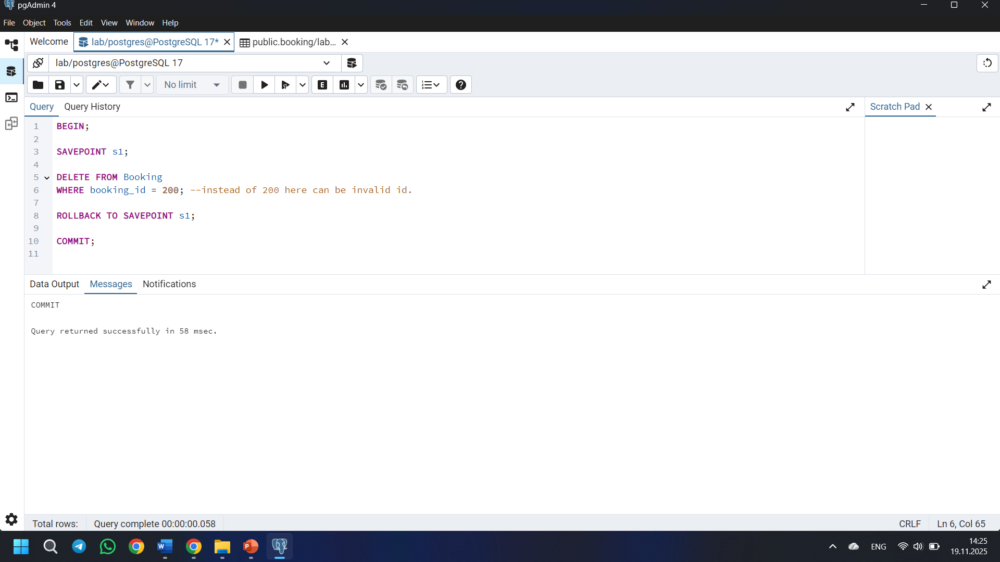 pgAdmin 4
File Object Tools Edit View Window Help
Welcome lab/postgres@PostgreSQL 17* public.booking/lab...
lab/postgres@PostgreSQL 17
No limit E
Query Query History Scratch Pad
1 BEGIN;
2
3 SAVEPOINT s1;
4
5 DELETE FROM Booking
6 WHERE booking_id = 200; --instead of 200 here can be invalid id.
7
8 ROLLBACK TO SAVEPOINT s1;
9
10 COMMIT;
11
Data Output Messages Notifications
COMMIT
Query returned successfully in 58 msec.
Total rows: Query complete 00:00:00.058 CRLF Ln 6, Col 65
W P ENG 14:25
19.11.2025